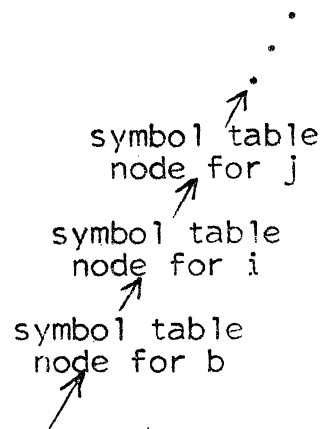 symbol table
node for j
symbol table
node for i
symbol table
node for b